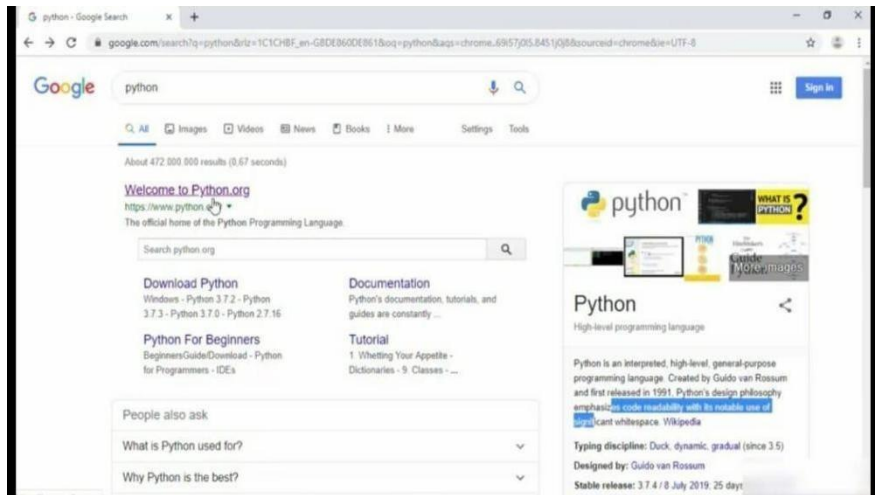 python - Google Search
google.com/search?q=python&rlz=1C1CHBF_en-GBDE860DE861&oq=python&aqs=chrome..69i57j0l5.8451j0j8&sourceid=chrome&ie=UTF-8
Google
python
Sign in
All Images Videos News Books More Settings Tools
About 472.000.000 results (0,67 seconds)
Welcome to Python.org
https://www.python.
The official home of the Python Programming Language.
Search python.org
Download Python
Windows - Python 3.7.2 - Python
3.7.3 - Python 3.7.0 - Python 2.7.16
Documentation
Python's documentation, tutorials, and
guides are constantly ...
Python For Beginners
BeginnersGuide/Download - Python
for Programmers - IDEs
Tutorial
1. Whetting Your Appetite -
Dictionaries - 9. Classes - ...
People also ask
What is Python used for?
Why Python is the best?
python
WHAT IS
PYTHON ?
Guide
Python
More images
Python
High-level programming language
Python is an interpreted, high-level, general-purpose
programming language. Created by Guido van Rossum
and first released in 1991, Python's design philosophy
emphasizes code readability with its notable use of
significant whitespace. Wikipedia
Typing discipline: Duck, dynamic, gradual (since 3.5)
Designed by: Guido van Rossum
Stable release: 3.7.4 / 8 July 2019; 25 days